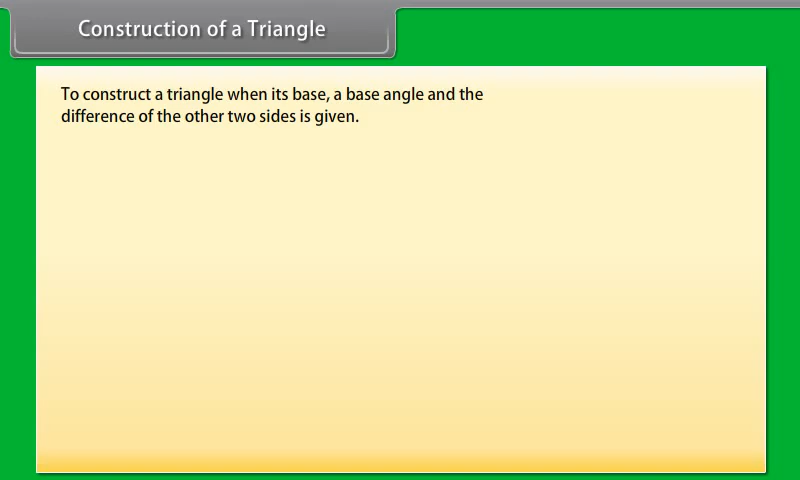 Construction of a Triangle
To construct a triangle when its base, a base angle and the
difference of the other two sides is given.